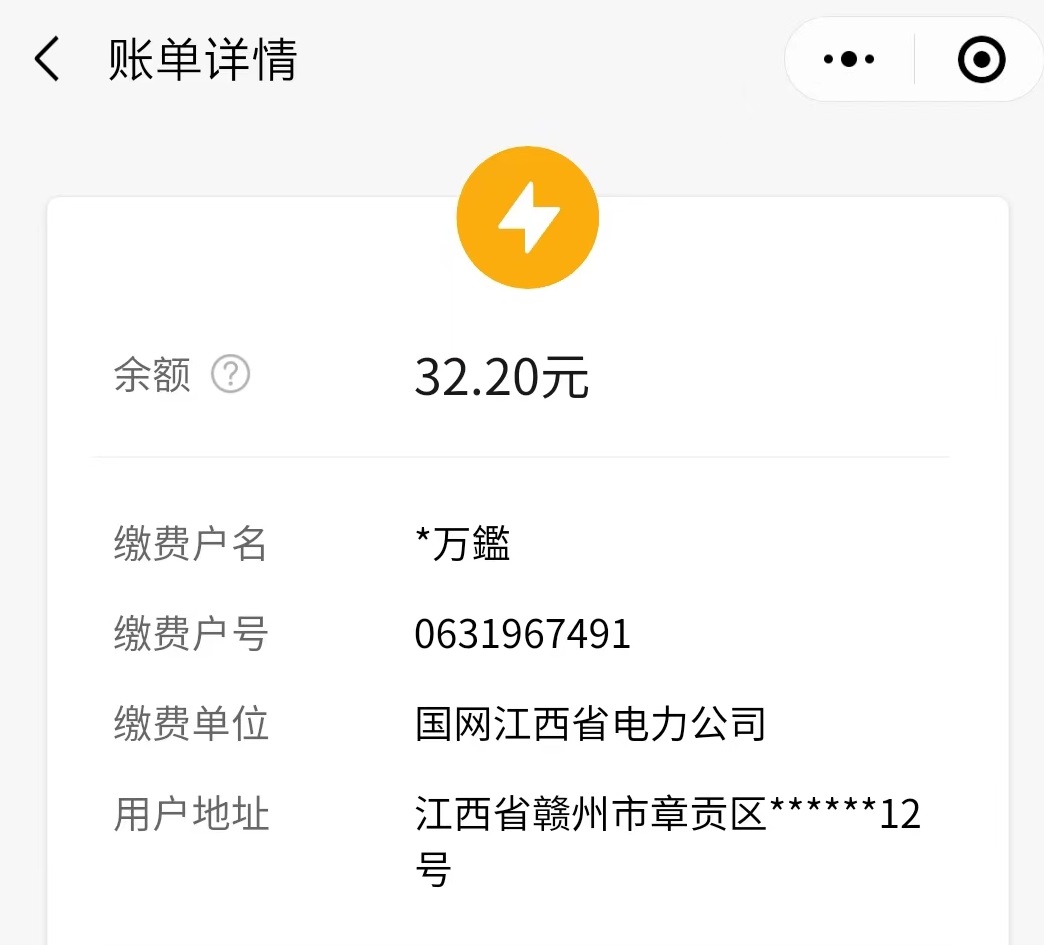 账单详情
余额 ?
32.20元
缴费户名 *万鑑
缴费户号 0631967491
缴费单位 国网江西省电力公司
用户地址 江西省赣州市章贡区******12
号